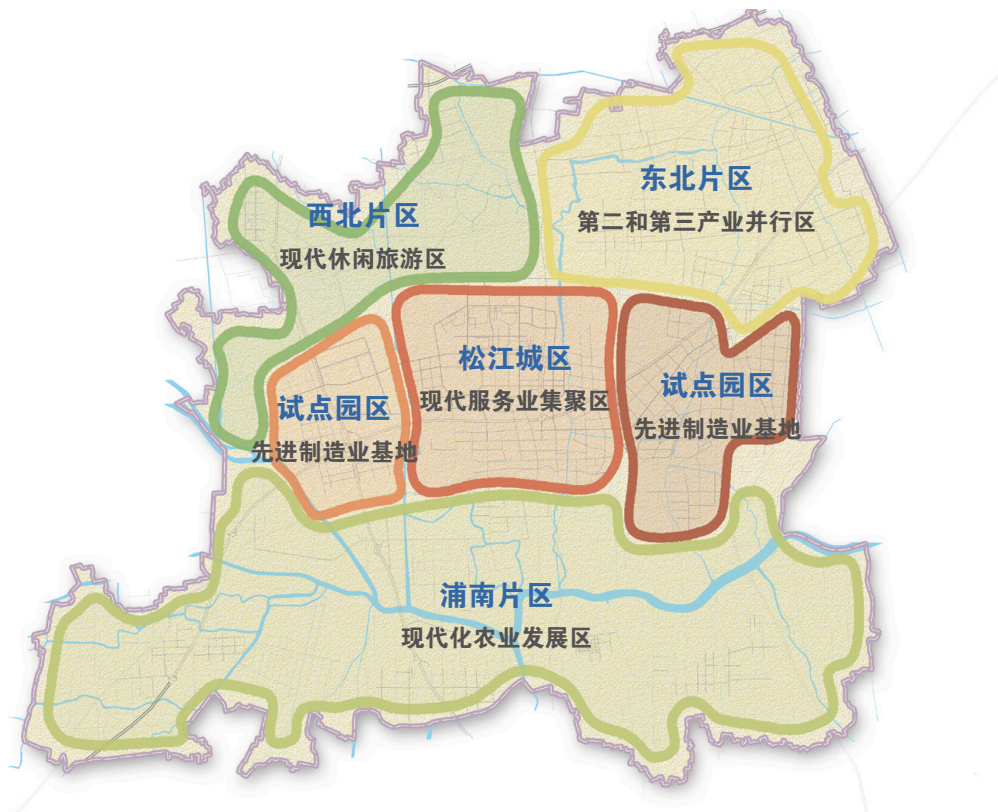 东北片区
第二和第三产业并行区
西北片区
现代休闲旅游区
松江城区
现代服务业集聚区
试点园区
先进制造业基地
试点园区
先进制造业基地
浦南片区
现代化农业发展区